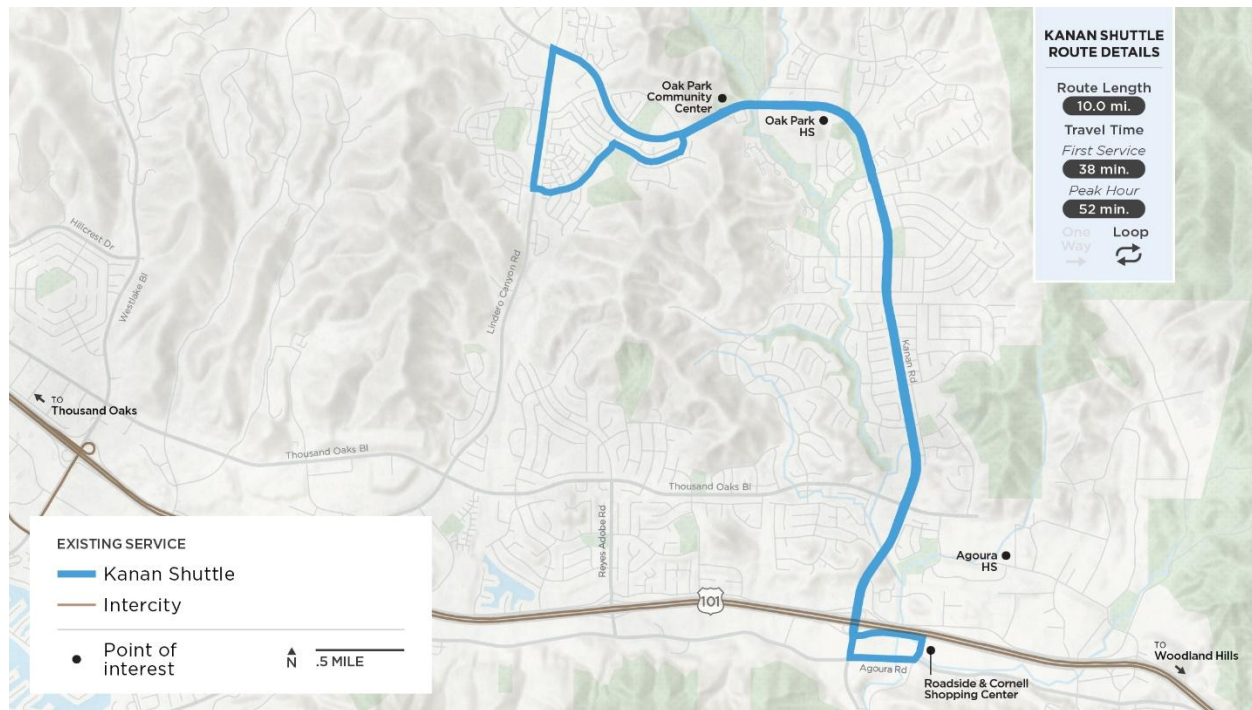 KANAN SHUTTLE
ROUTE DETAILS
Route Length
10.0 mi.
Travel Time
First Service
38 min.
Peak Hour
52 min.
One
Way
Loop
Oak Park
Community
Center
Oak Park
HS
Hillcrest Dr
Westlake Bl
Lindero Canyon Rd
Kanan Rd
TO
Thousand Oaks
Thousand Oaks Bl
Thousand Oaks Bl
Reyes Adobe Rd
Agoura
HS
101
TO
Woodland Hills
Agoura Rd
Roadside & Cornell
Shopping Center
EXISTING SERVICE
Kanan Shuttle
Intercity
Point of
interest
N
.5 MILE